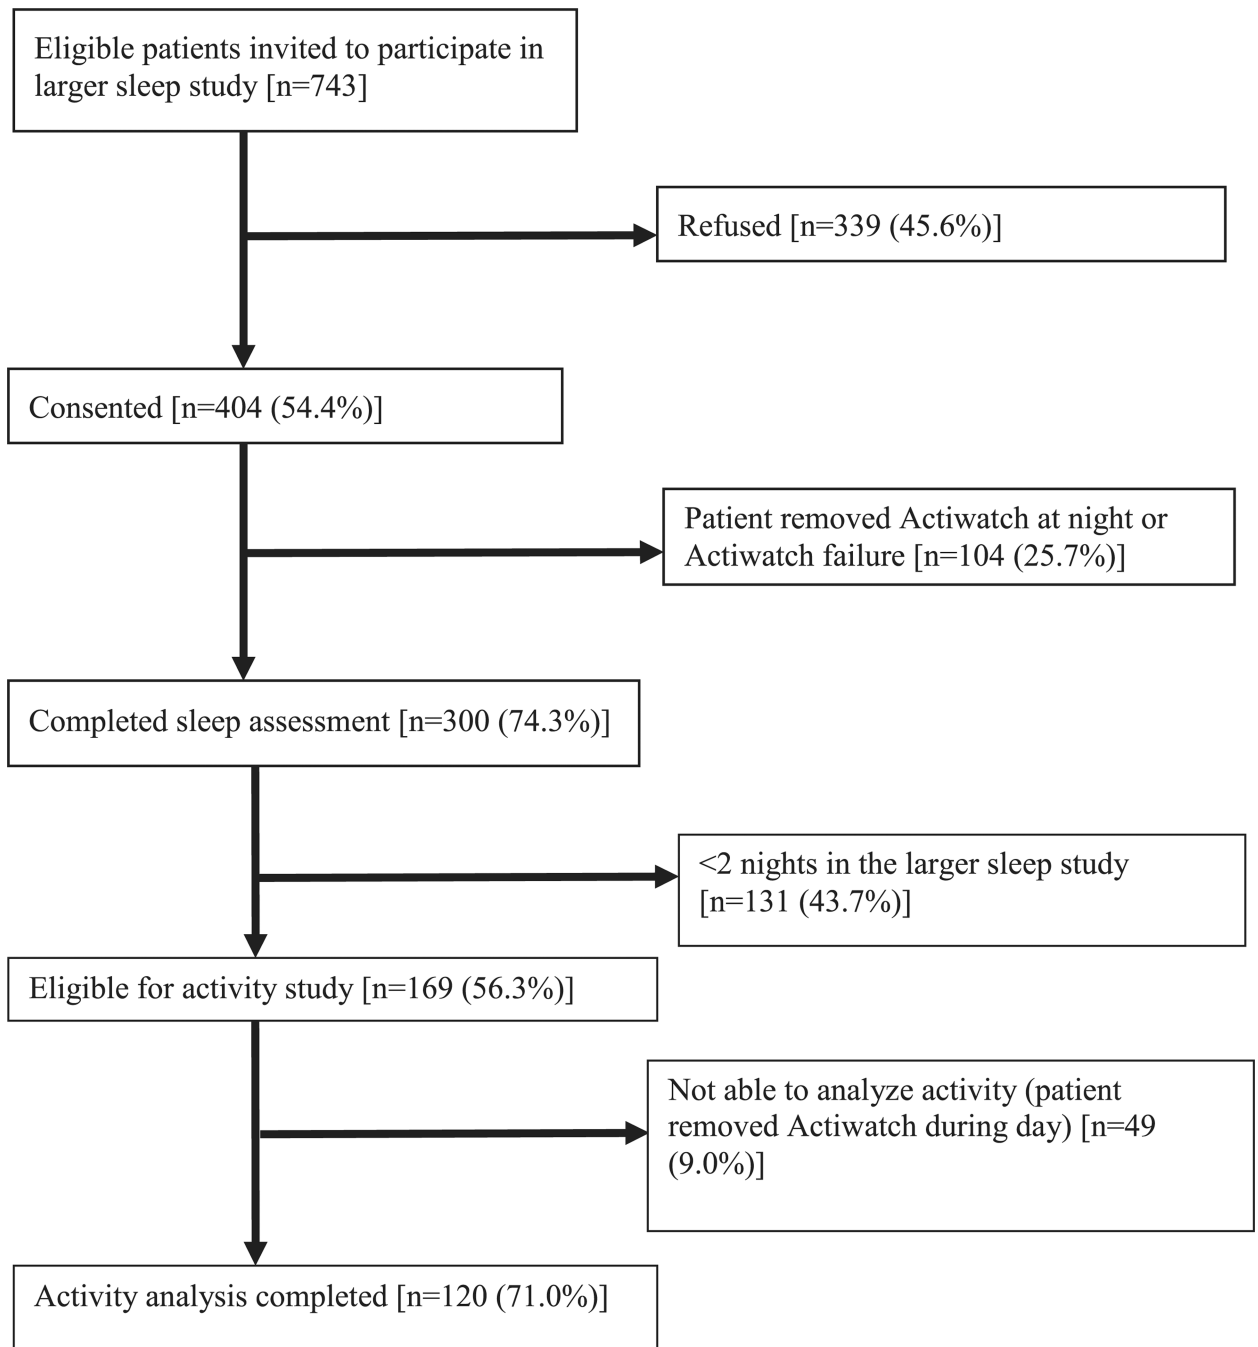 Eligible patients invited to participate in
larger sleep study [n=743]
Refused [n=339 (45.6%)]
Consented [n=404 (54.4%)]
Patient removed Actiwatch at night or
Actiwatch failure [n=104 (25.7%)]
Completed sleep assessment [n=300 (74.3%)]
<2 nights in the larger sleep study
[n=131 (43.7%)]
Eligible for activity study [n=169 (56.3%)]
Not able to analyze activity (patient
removed Actiwatch during day) [n=49
(9.0%)]
Activity analysis completed [n=120 (71.0%)]